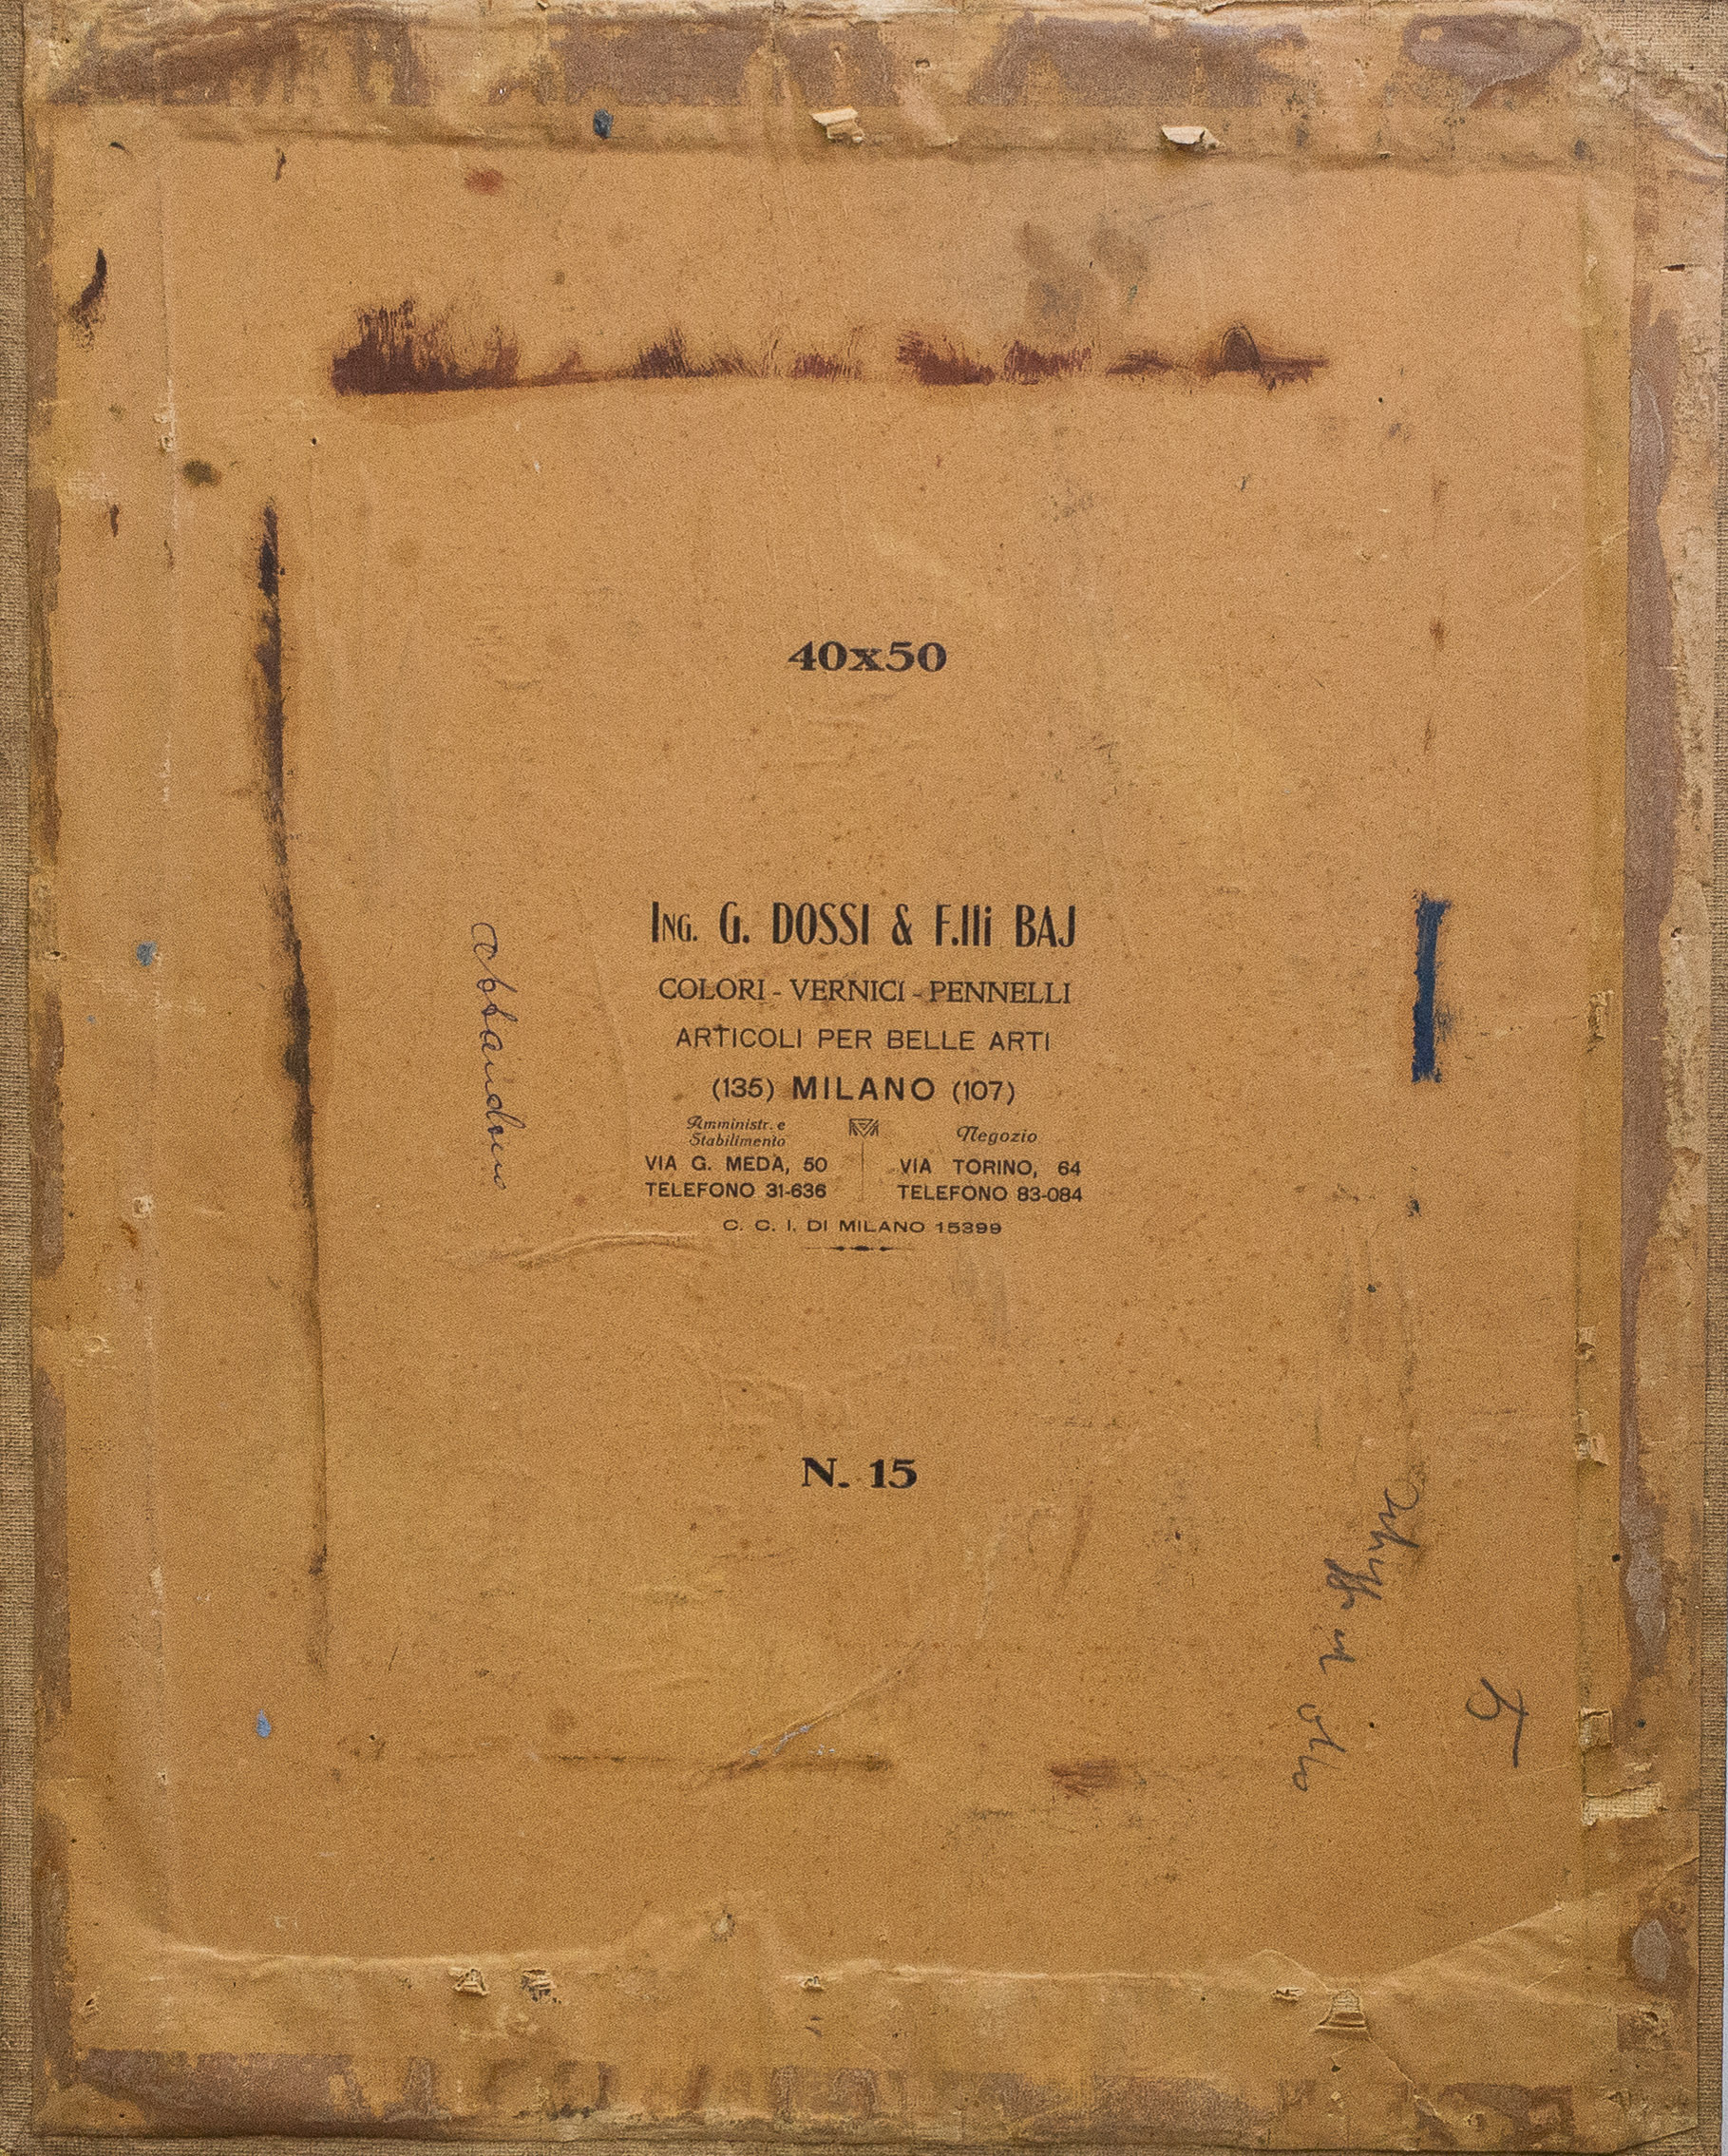 40x50
ING. G. DOSSI & F.lli BAJ
COLORI - VERNICI - PENNELLI
ARTICOLI PER BELLE ARTI
(135) MILANO (107)
Amministr. e
Stabilimento
VIA G. MEDA, 50
TELEFONO 31-636
Negozio
VIA TORINO, 64
TELEFONO 83-084
C. C. I. DI MILANO 15399
N. 15
abbandono